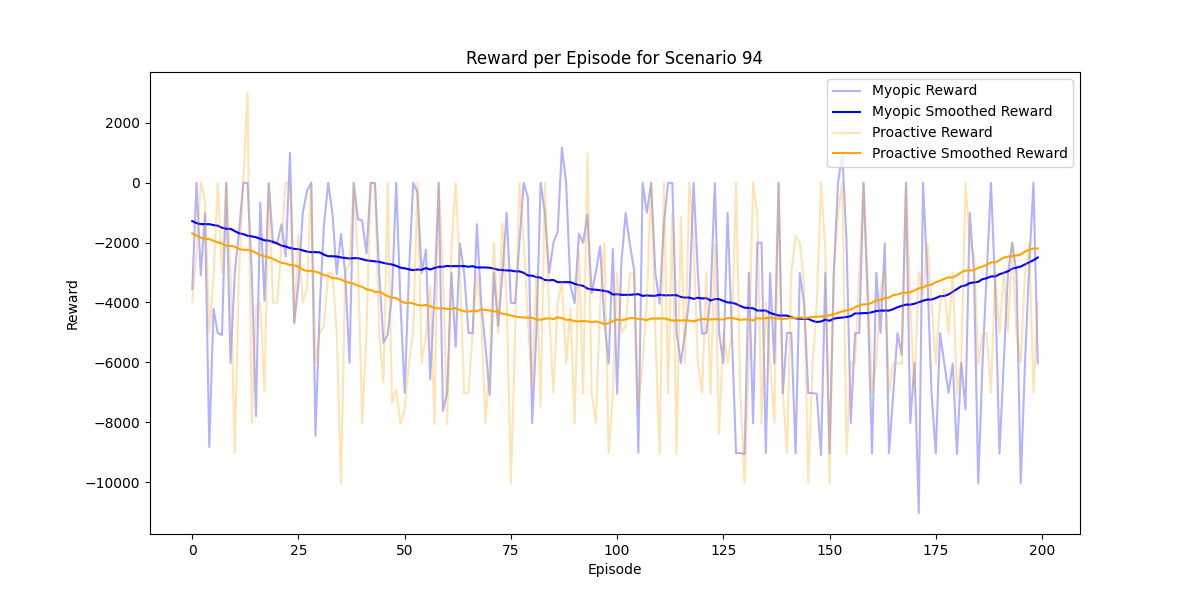 Reward per Episode for Scenario 94
Myopic Reward
Myopic Smoothed Reward
Proactive Reward
Proactive Smoothed Reward
Reward
2000
0
−2000
−4000
−6000
−8000
−10000
0 25 50 75 100 125 150 175 200
Episode